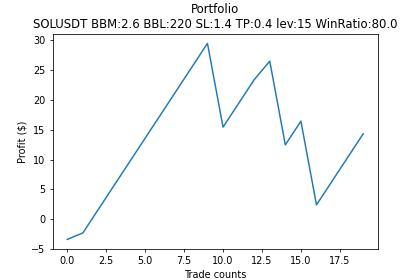 Portfolio
SOLUSDT BBM:2.6 BBL:220 SL:1.4 TP:0.4 lev:15 WinRatio:80.0
30
25
20
15
10
5
0
−5
Profit ($)
0.0 2.5 5.0 7.5 10.0 12.5 15.0 17.5
Trade counts